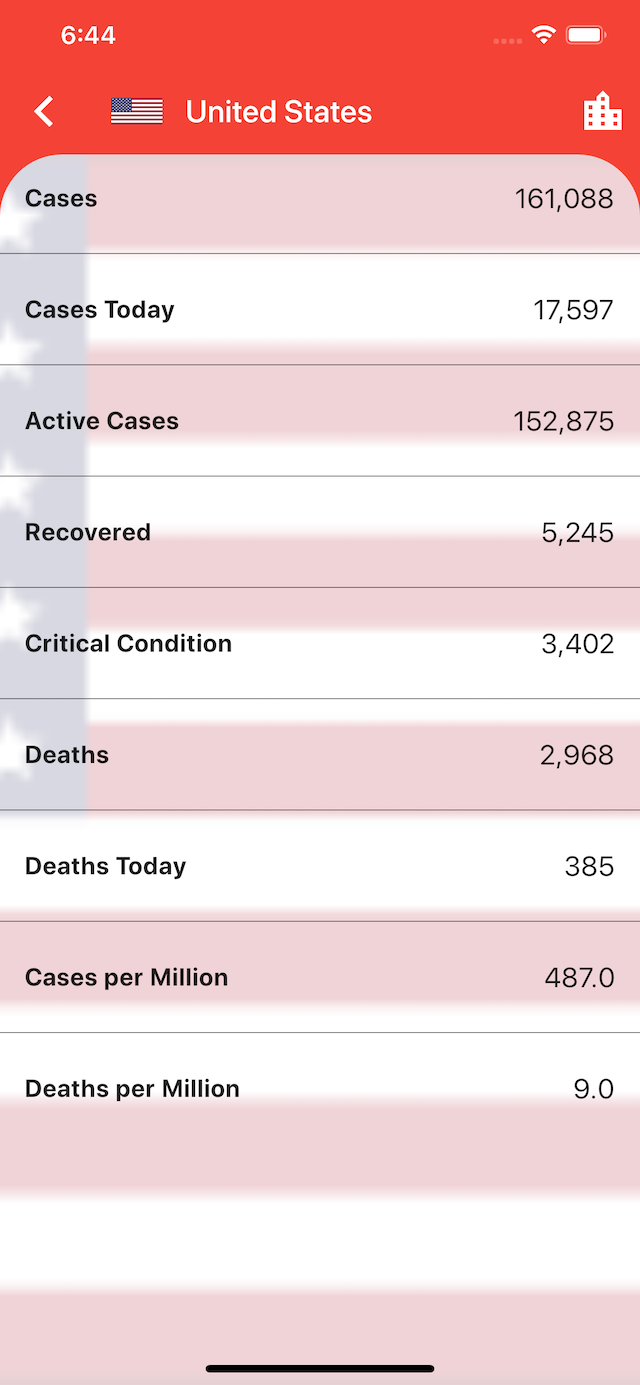 6:44
United States
Cases 161,088
Cases Today 17,597
Active Cases 152,875
Recovered 5,245
Critical Condition 3,402
Deaths 2,968
Deaths Today 385
Cases per Million 487.0
Deaths per Million 9.0